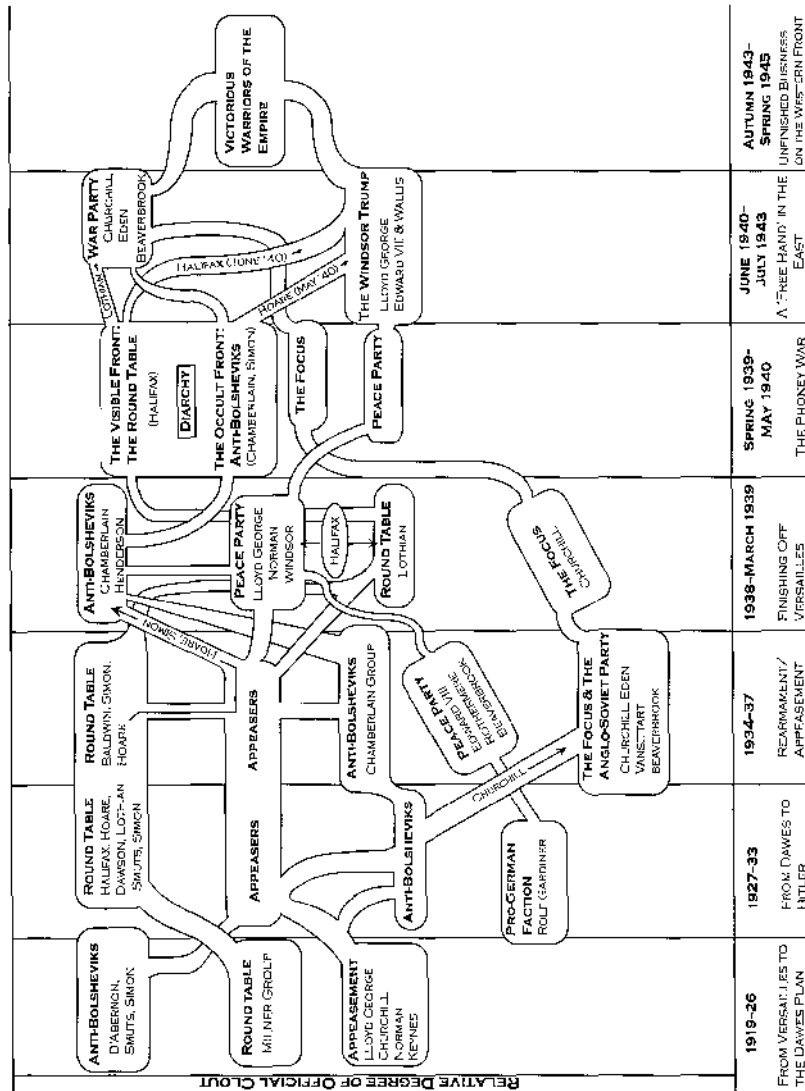 RELATIVE DEGREE OF OFFICIAL CLOUT
ANTI-BOLSHEVIKS
D'ABERNON,
SMUTS, SIMON
ROUND TABLE
MILNER GROUP
APPEASEMENT
LLOYD GEORGE
CHURCHILL
NORMAN
KEYNES
1919-26
FROM VERSAILLES TO
THE DAWES PLAN
ROUND TABLE
HALIFAX, HOARE,
DAWSON, LOTHIAN
SMUTS, SIMON
APPEASERS
ANTI-BOLSHEVIKS
PRO-GERMAN
FACTION
ROLF GARDINER
1927-33
FROM DAWES TO
HITLER
ROUND TABLE
BALDWIN, SIMON,
HOARE
APPEASERS
ANTI-BOLSHEVIKS
CHAMBERLAIN GROUP
PEACE PARTY
EDWARD VIII
ROTHERMERE
BEAVERBROOK
CHURCHILL
THE FOCUS & THE
ANGLO-SOVIET PARTY
CHURCHILL EDEN
VANSITTART
BEAVERBROOK
1934-37
REARMAMENT/
APPEASEMENT
HOARE, SIMON
ANTI-BOLSHEVIKS
CHAMBERLAIN
HENDERSON
PEACE PARTY
LLOYD GEORGE
NORMAN
WINDSOR
HALIFAX
ROUND TABLE
LOTHIAN
THE FOCUS
CHURCHILL
1938-MARCH 1939
FINISHING OFF
VERSAILLES
THE VISIBLE FRONT:
THE ROUND TABLE
(HALIFAX)
DIARCHY
THE OCCULT FRONT:
ANTI-BOLSHEVIKS
(CHAMBERLAIN, SIMON)
THE FOCUS
PEACE PARTY
SPRING 1939-
MAY 1940
THE PHONEY WAR
LOTHIAN
WAR PARTY
CHURCHILL
EDEN
BEAVERBROOK
HALIFAX (JUNE '40)
HOARE (MAY '40)
THE WINDSOR TRUMP
LLOYD GEORGE
EDWARD VIII & WALLIS
JUNE 1940-
JULY 1943
A 'FREE HAND' IN THE
EAST
VICTORIOUS
WARRIORS OF THE
EMPIRE
AUTUMN 1943-
SPRING 1945
UNFINISHED BUSINESS
ON THE WESTERN FRONT